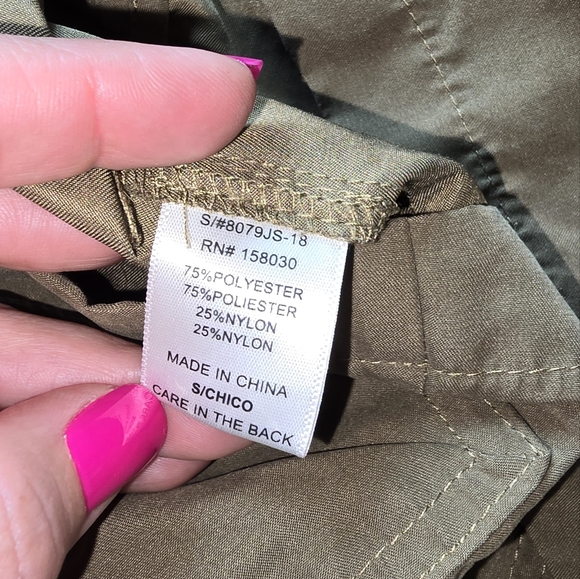 S/#8079JS-18
RN# 158030
75%POLYESTER
75%POLIESTER
25%NYLON
25%NYLON
MADE IN CHINA
S/CHICO
CARE IN THE BACK